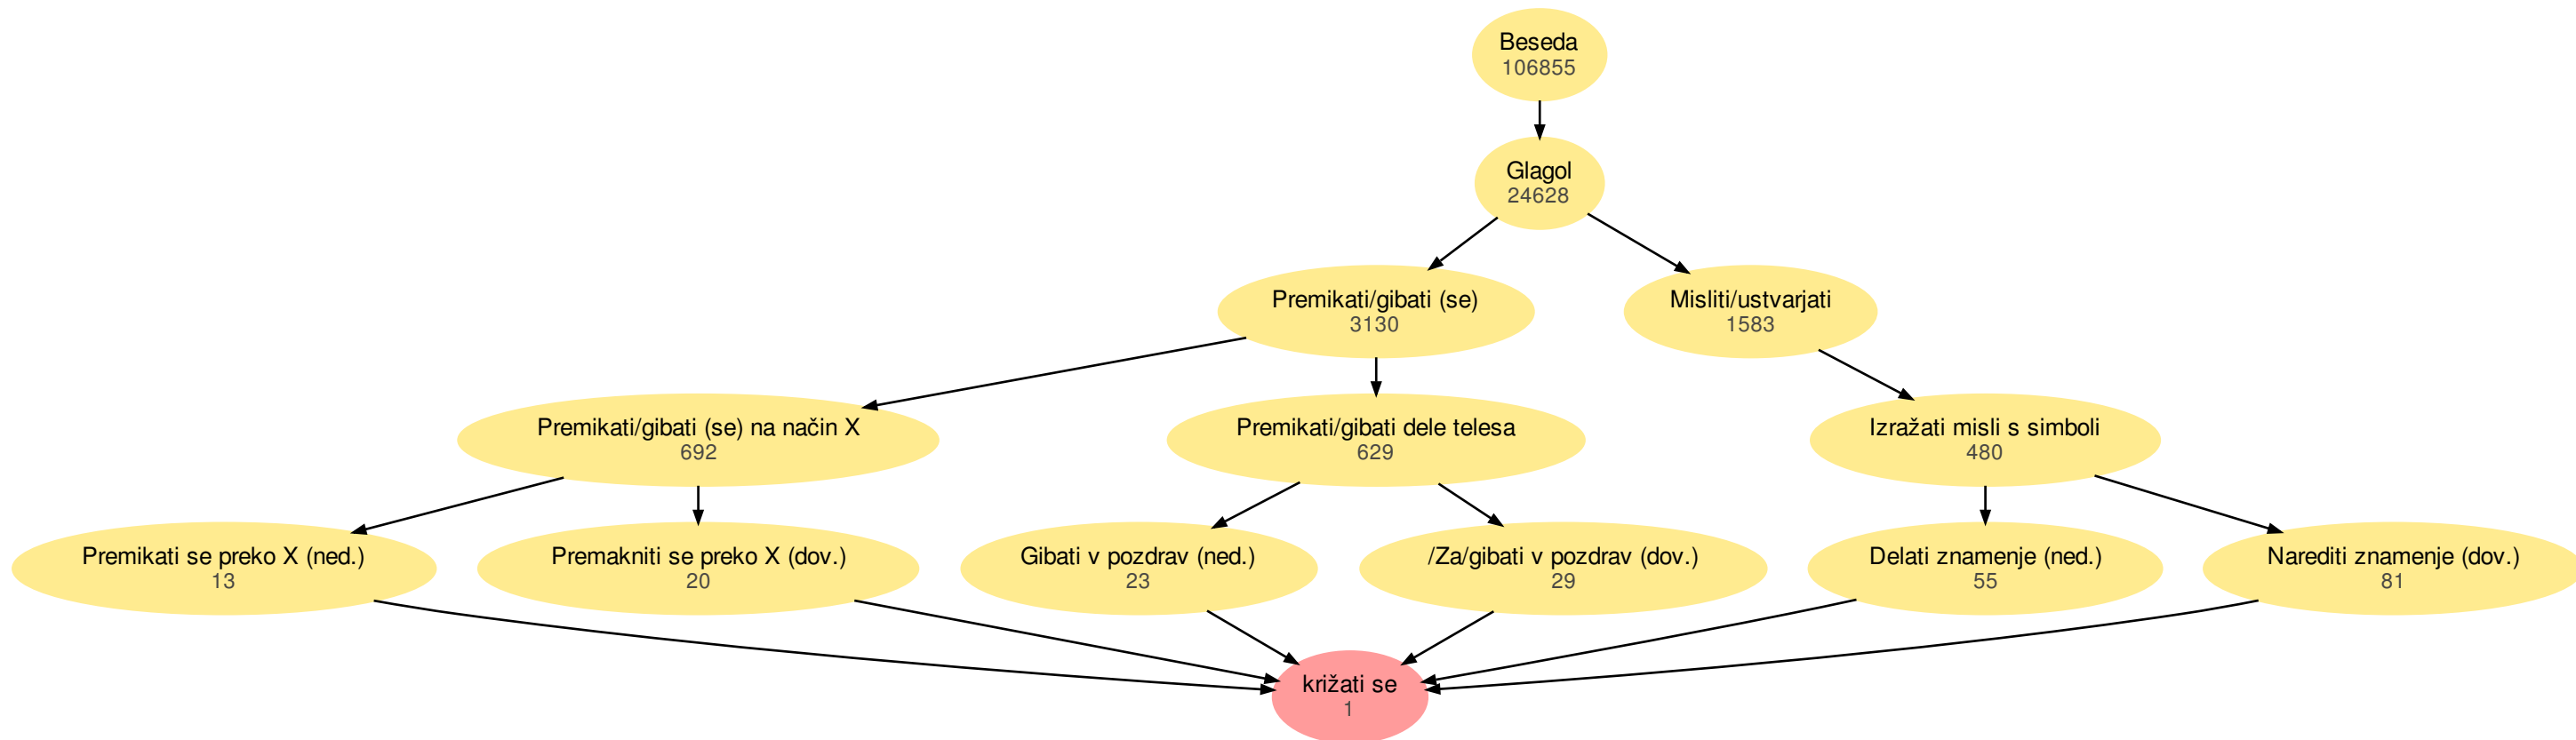 Beseda
106855
Glagol
24628
Premikati/gibati (se)
3130
Misliti/ustvarjati
1583
Premikati/gibati (se) na način X
692
Premikati/gibati dele telesa
629
Izražati misli s simboli
480
Premikati se preko X (ned.)
13
Premakniti se preko X (dov.)
20
Gibati v pozdrav (ned.)
23
/Za/gibati v pozdrav (dov.)
29
Delati znamenje (ned.)
55
Narediti znamenje (dov.)
81
križati se
1